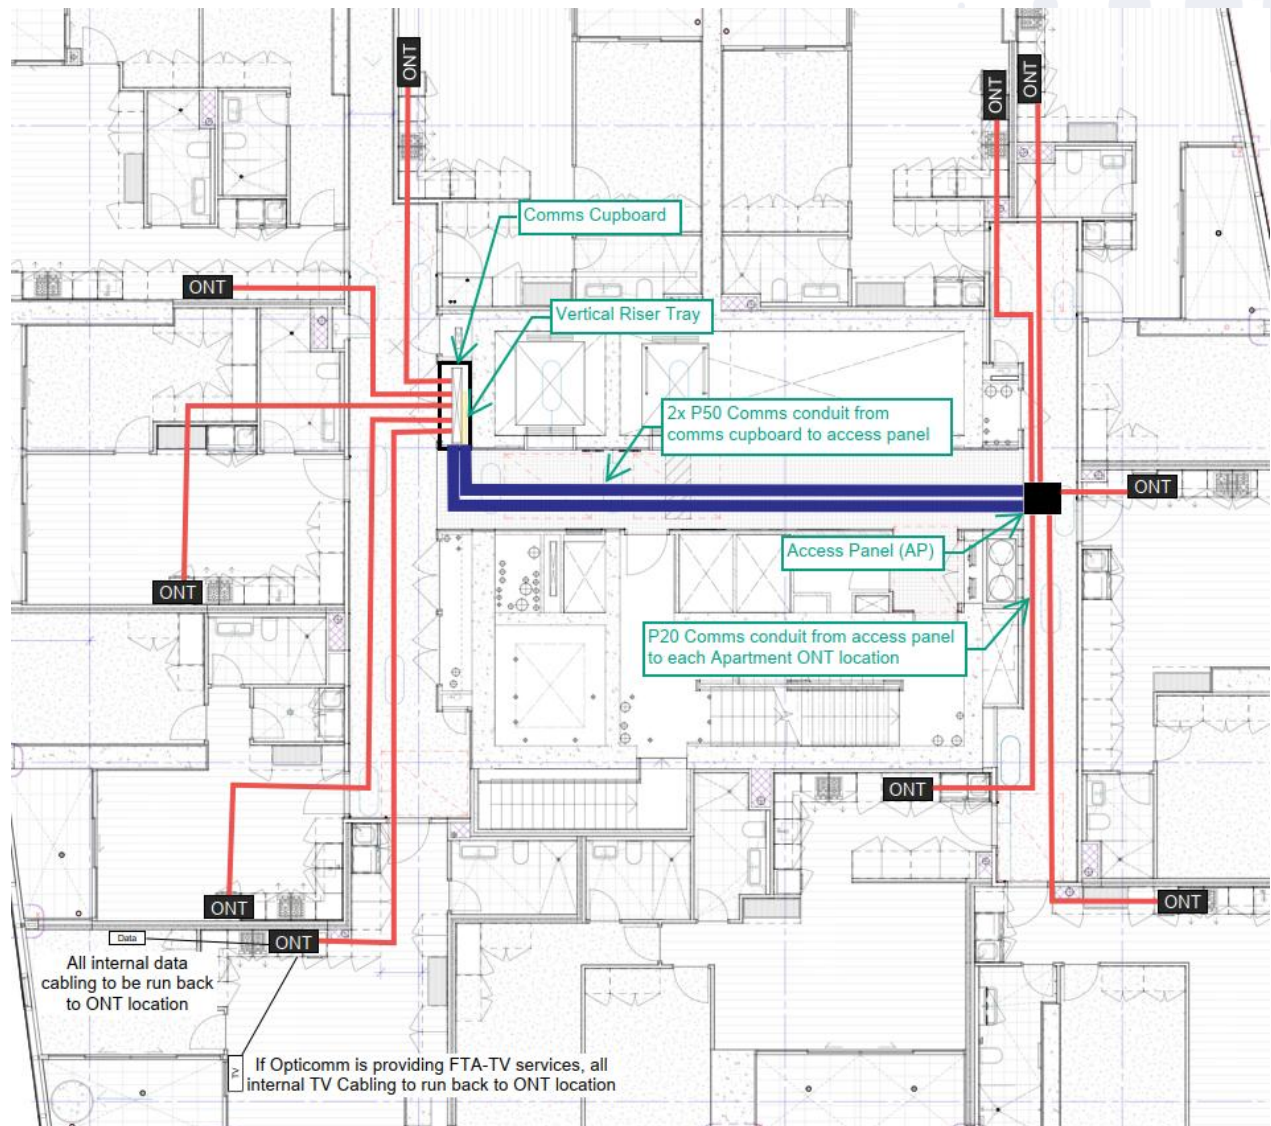 ONT
ONT
ONT
Comms Cupboard
ONT
Vertical Riser Tray
2x P50 Comms conduit from
comms cupboard to access panel
ONT
Access Panel (AP)
ONT
P20 Comms conduit from access panel
to each Apartment ONT location
ONT
ONT
ONT
Data
ONT
All internal data
cabling to be run back
to ONT location
If Opticomm is providing FTA-TV services, all
internal TV Cabling to run back to ONT location
TV